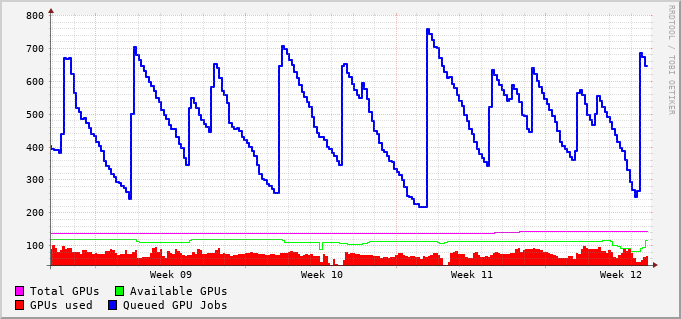 800
700
600
500
400
300
200
100
Week 09 Week 10 Week 11 Week 12
Total GPUs Available GPUs
GPUs used Queued GPU Jobs
RRDTOOL / TOBI OETIKER